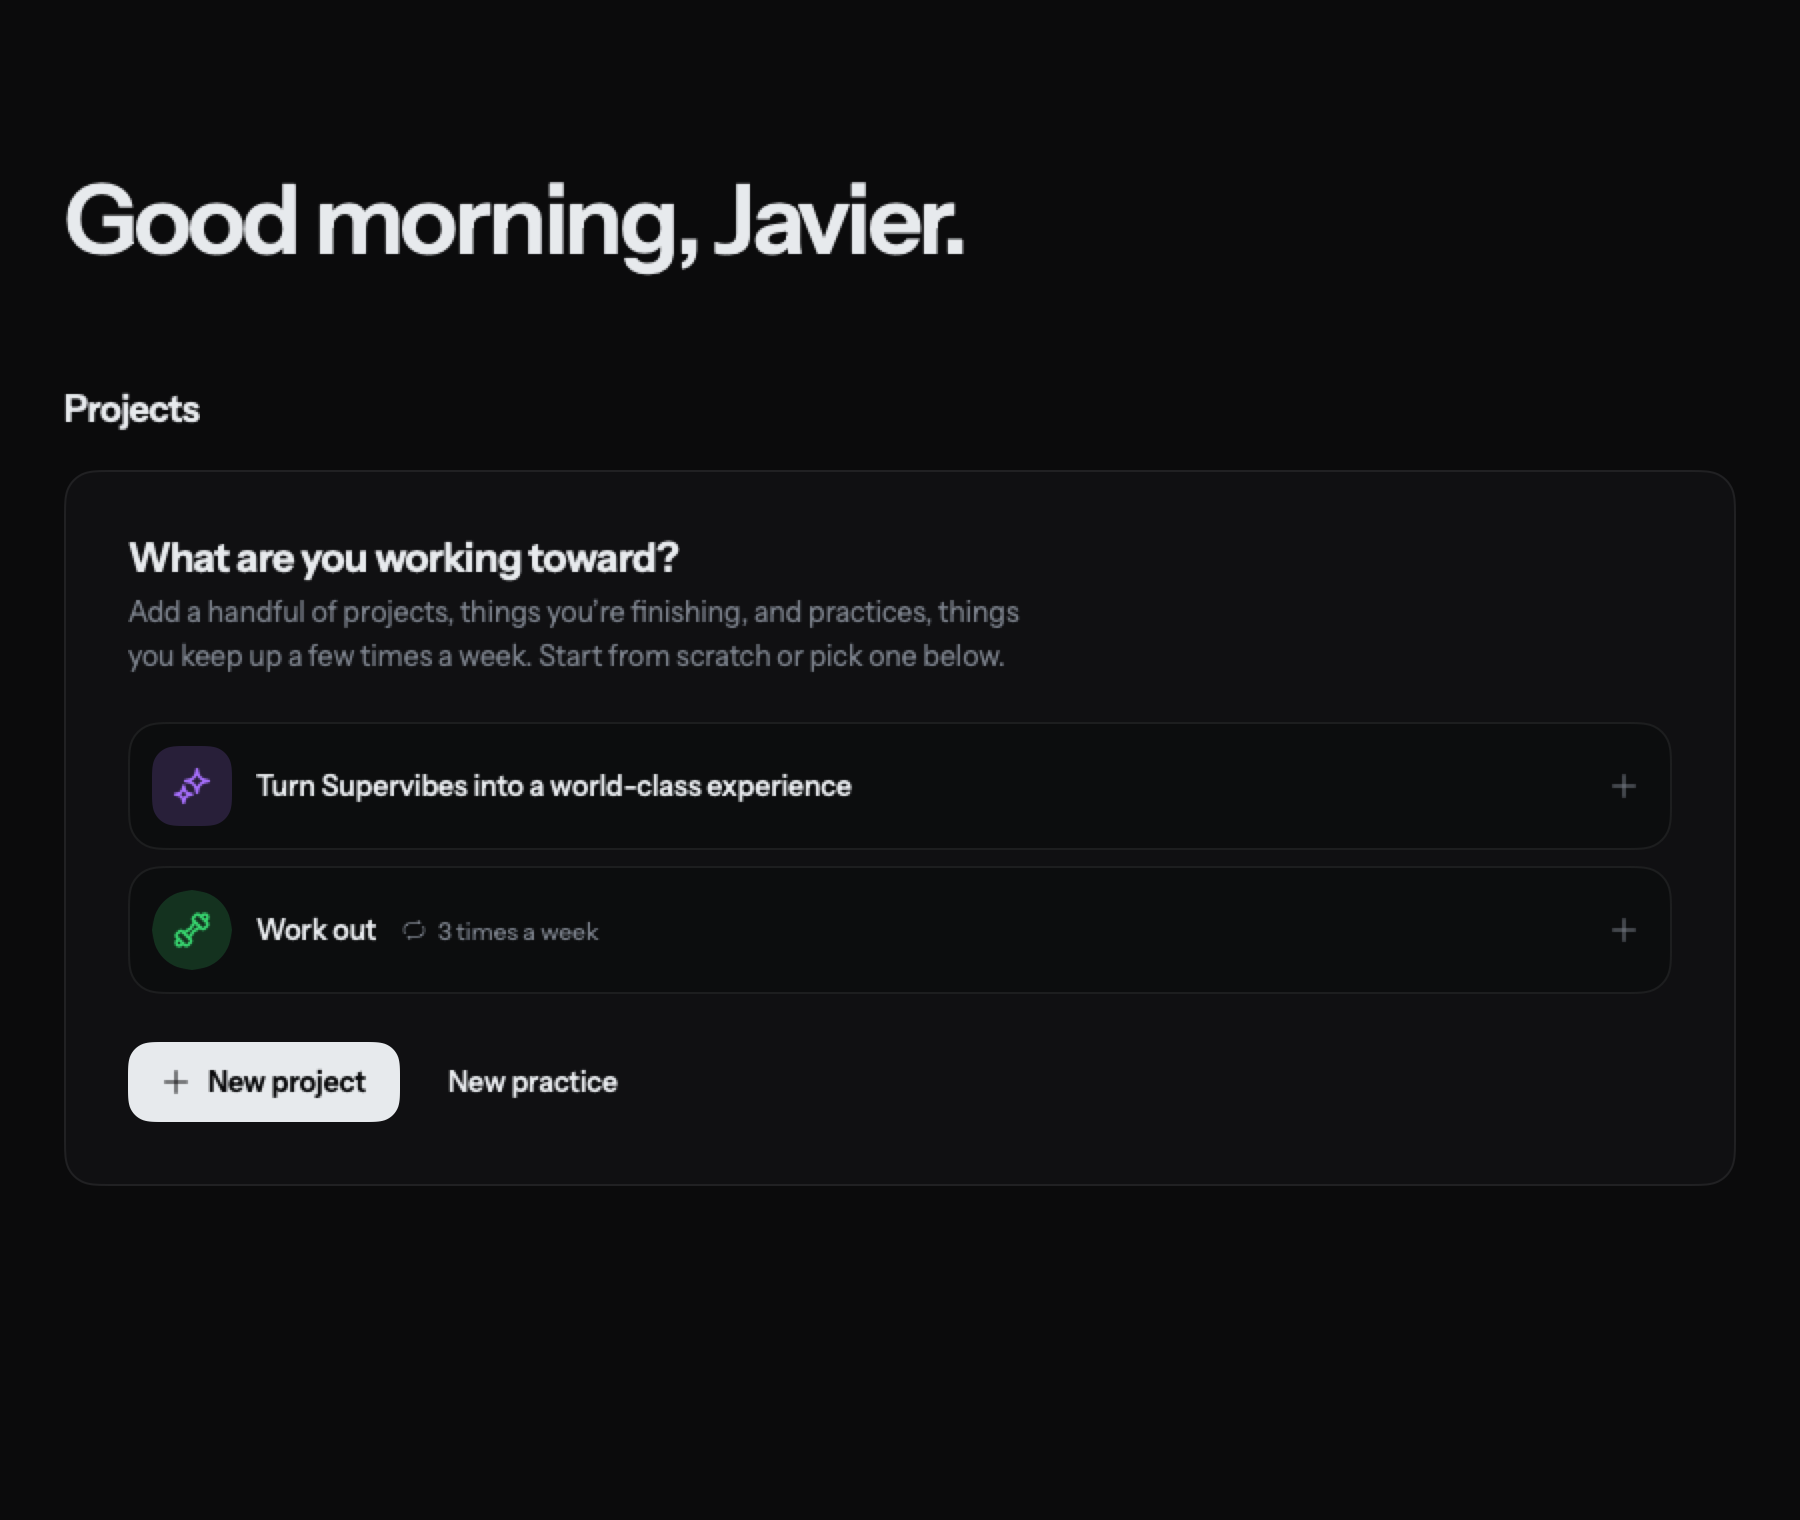 Good morning, Javier.
Projects
What are you working toward?
Add a handful of projects, things you’re finishing, and practices, things
you keep up a few times a week. Start from scratch or pick one below.
Turn Supervibes into a world-class experience
Work out 3 times a week
New project New practice